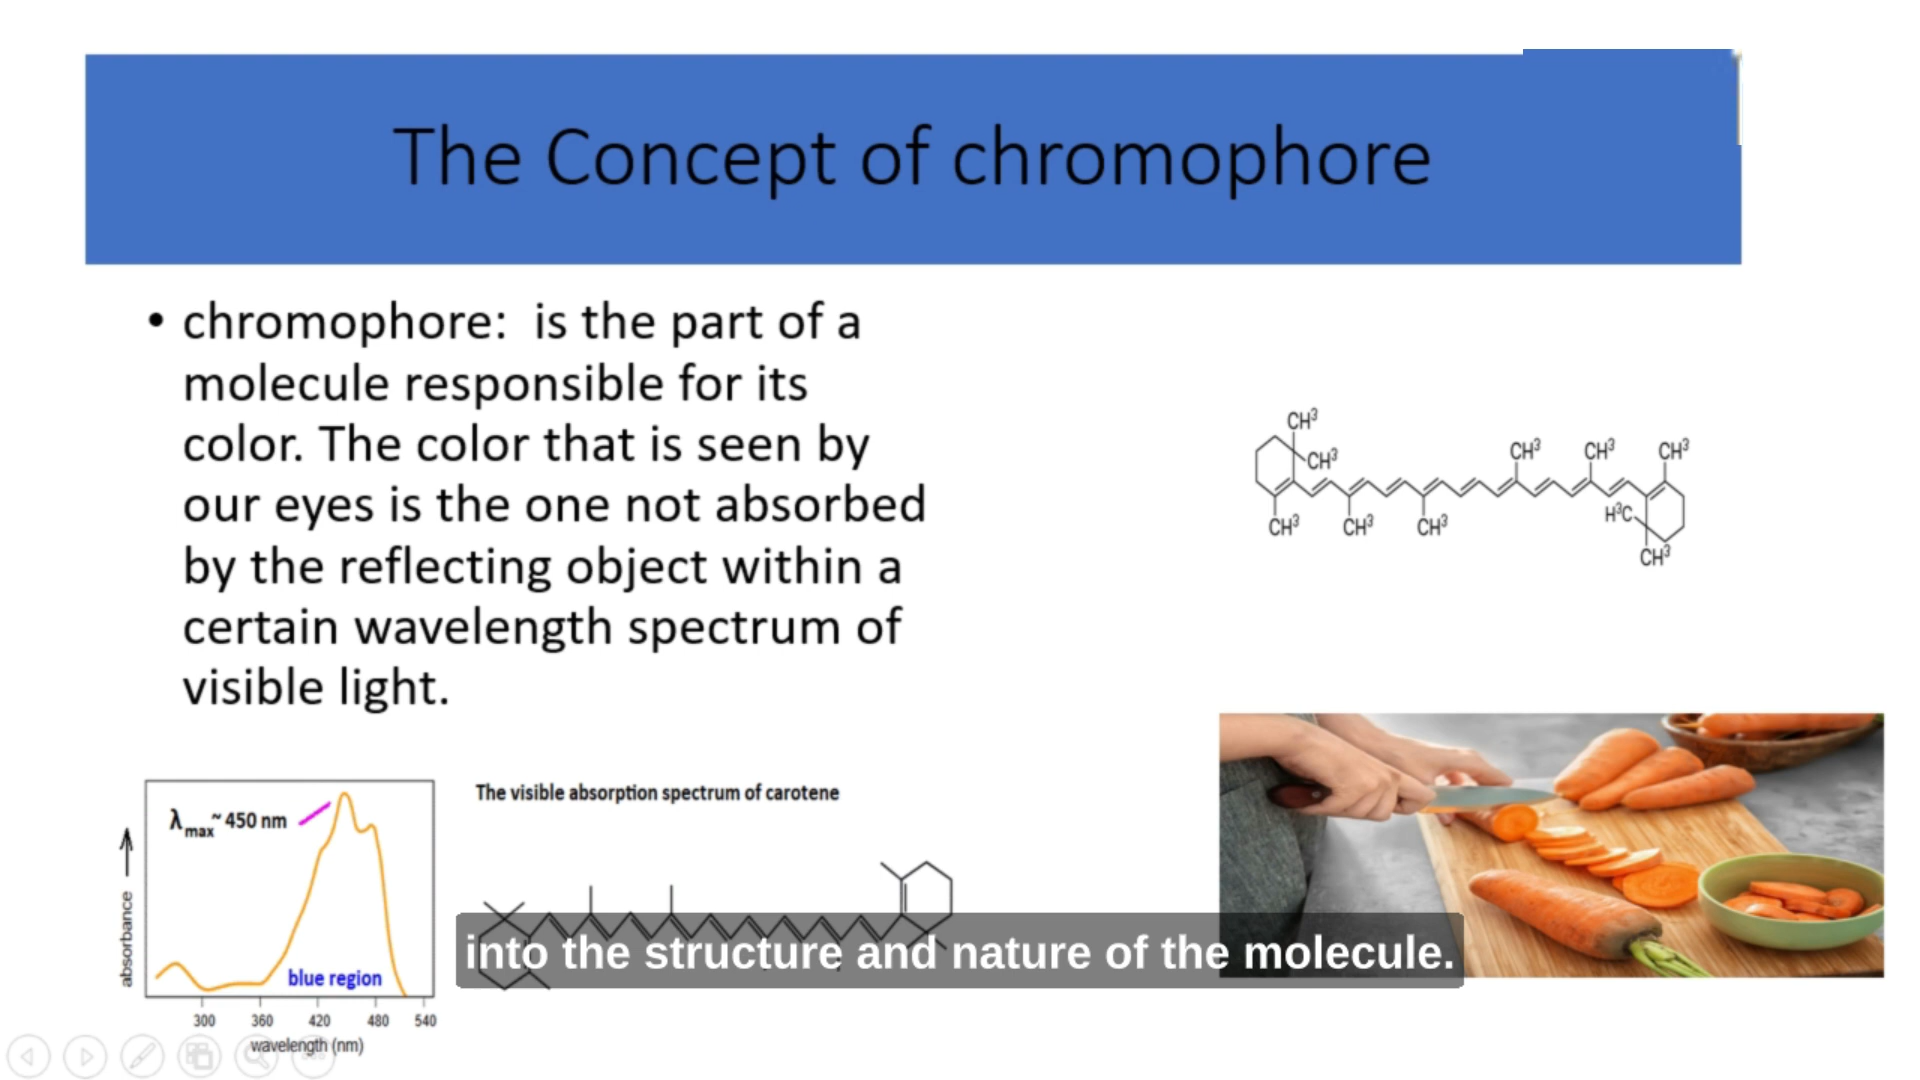 The Concept of chromophore
• chromophore:  is the part of a
molecule responsible for its
color. The color that is seen by
our eyes is the one not absorbed
by the reflecting object within a
certain wavelength spectrum of
visible light.
CH³
CH³
CH³
CH³
CH³
CH³
CH³
CH³
H³C
CH³
The visible absorption spectrum of carotene
λmax ~ 450 nm
absorbance
blue region
300 360 420 480 540
wavelength (nm)
into the structure and nature of the molecule.